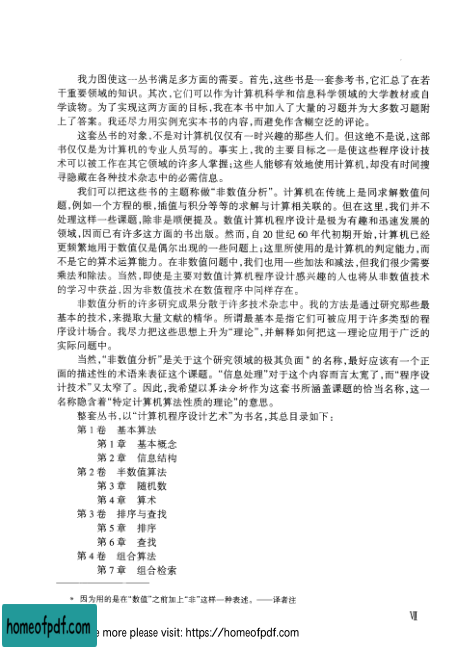 我力图使这一丛书满足多方面的需要。首先,这些书是一套参考书,它汇总了在若
干重要领域的知识。其次,它们可以作为计算机科学和信息科学领域的大学教材或自
学读物。为了实现这两方面的目标,我在本书中加入了大量的习题并为大多数习题附
上了答案。我还尽力用实例充实本书的内容,而避免作含糊空泛的评论。
这套丛书的对象,不是对计算机仅仅有一时兴趣的那些人们。但这绝不是说,这部
书仅仅是为计算机的专业人员写的。事实上,我的主要目标之一是使这些程序设计技
术可以被工作在其它领域的许多人掌握;这些人能够有效地使用计算机,却没有时间搜
寻隐藏在各种技术杂志中的必需信息。
我们可以把这些书的主题称做“非数值分析”。计算机在传统上是同求解数值问
题,例如一个方程的根,插值与积分等等的求解与计算相关联的。但在这里,我们并不
处理这样一些课题,除非是顺便提及。数值计算机程序设计是极为有趣和迅速发展的
领域,因而已有许多这方面的书出版。然而,自 20 世纪 60 年代初期开始,计算机已经
更频繁地用于数值仅是偶尔出现的一些问题上;这里所使用的是计算机的判定能力,而
不是它的算术运算能力。在非数值问题中,我们也用一些加法和减法,但我们很少需要
乘法和除法。当然,即使是主要对数值计算机程序设计感兴趣的人也将从非数值技术
的学习中获益,因为非数值技术在数值程序中同样存在。
非数值分析的许多研究成果分散于许多技术杂志中。我的方法是通过研究那些最
基本的技术,来提取大量文献的精华。所谓最基本是指它们可被应用于许多类型的程
序设计场合。我尽力把这些思想上升为“理论”,并解释如何把这一理论应用于广泛的
实际问题中。
当然,“非数值分析”是关于这个研究领域的极其负面*的名称,最好应该有一个正
面的描述性的术语来表征这个课题。“信息处理”对于这个内容而言太宽了,而“程序设
计技术”又太窄了。因此,我希望以算法分析作为这套书所涵盖课题的恰当名称,这一
名称隐含着“特定计算机算法性质的理论”的意思。
整套丛书,以“计算机程序设计艺术”为书名,其总目录如下:
第 1 卷 基本算法
第 1 章 基本概念
第 2 章 信息结构
第 2 卷 半数值算法
第 3 章 随机数
第 4 章 算术
第 3 卷 排序与查找
第 5 章 排序
第 6 章 查找
第 4 卷 组合算法
第 7 章 组合检索
* 因为用的是在“数值”之前加上“非”这样一种表述。——译者注
Ⅶ
homeofpdf.com
e more please visit: https://homeofpdf.com